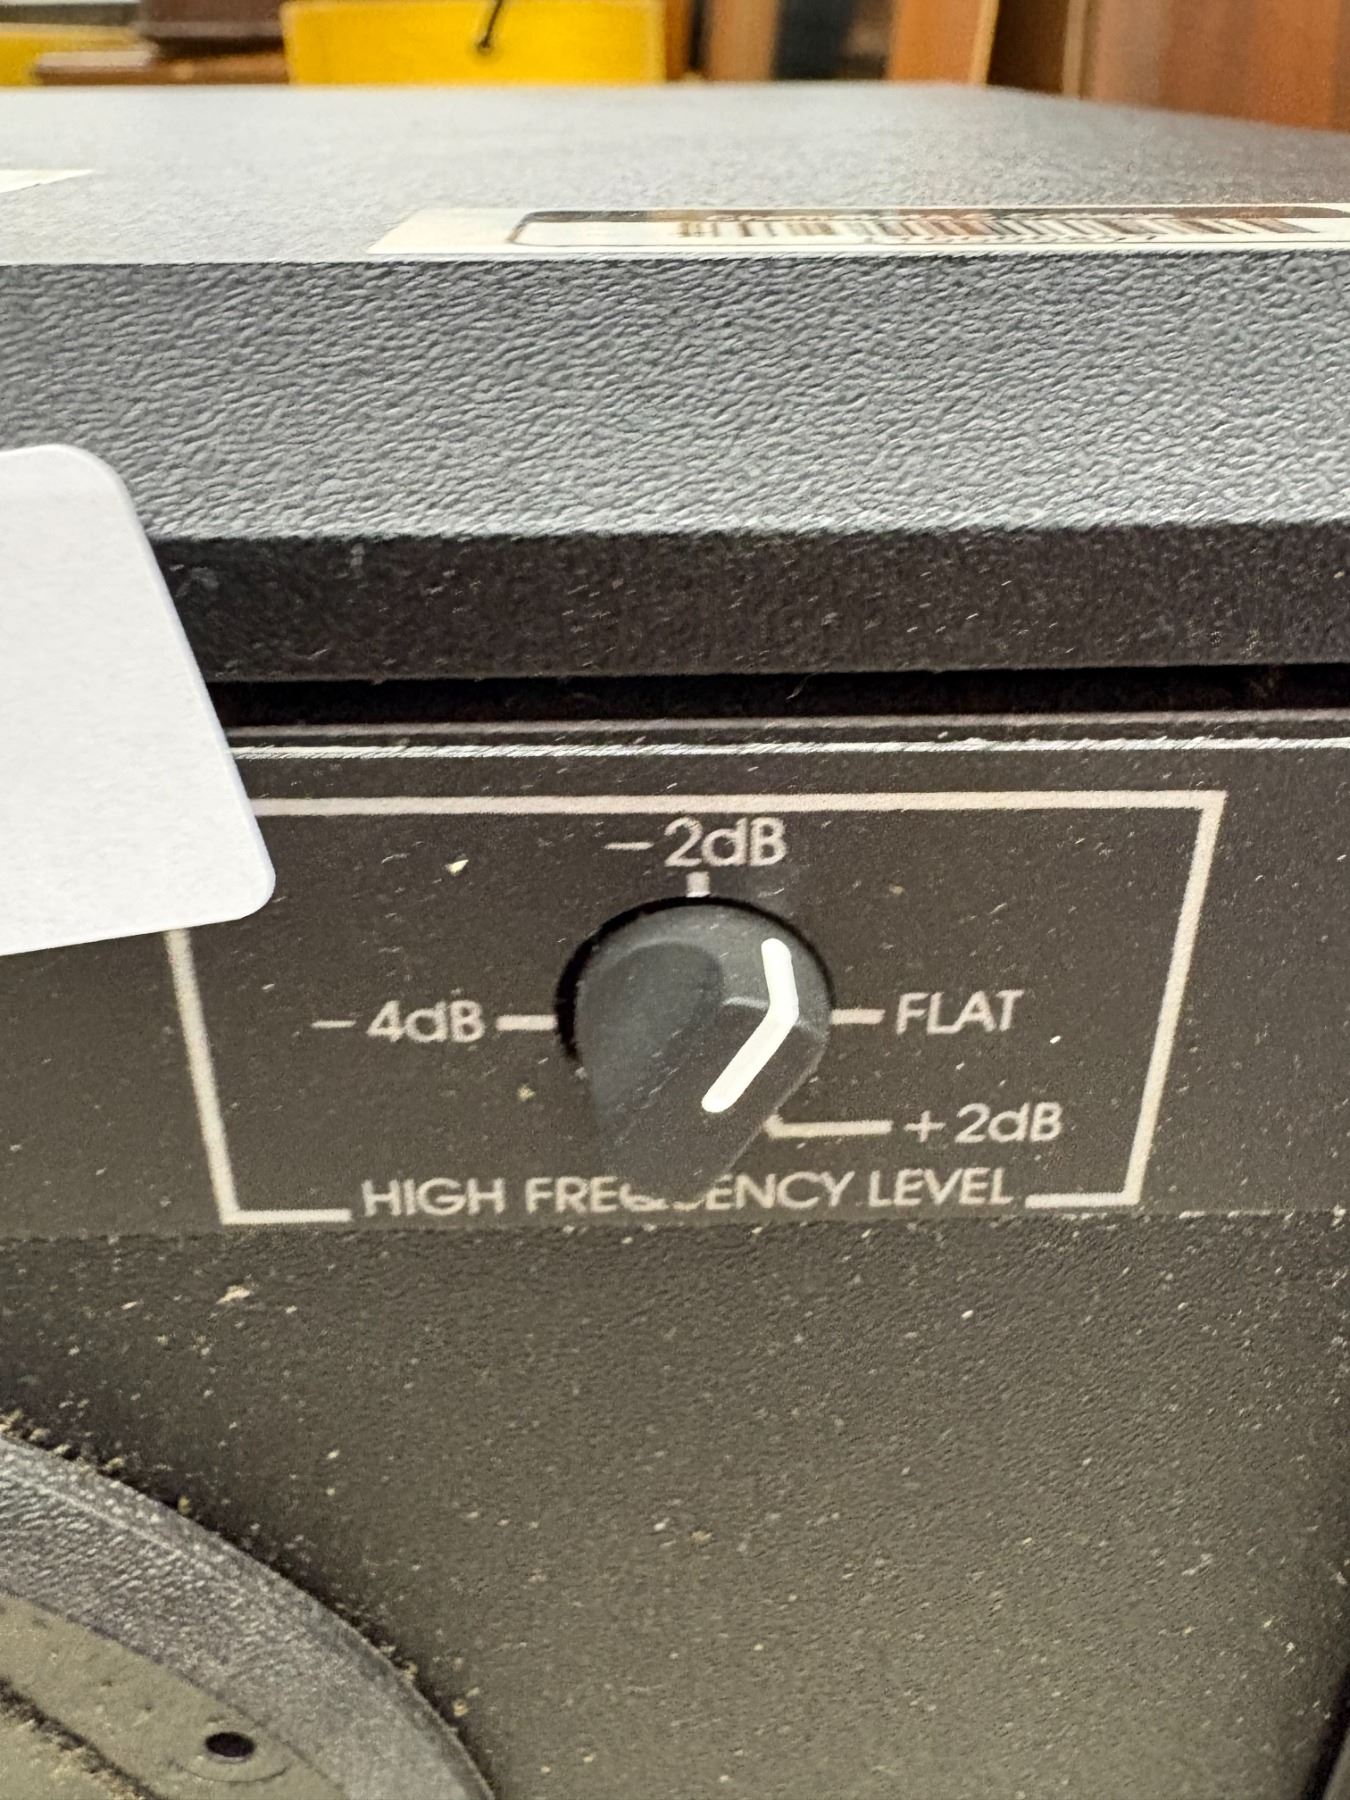 −2dB
−4dB
FLAT
+2dB
HIGH FREQUENCY LEVEL